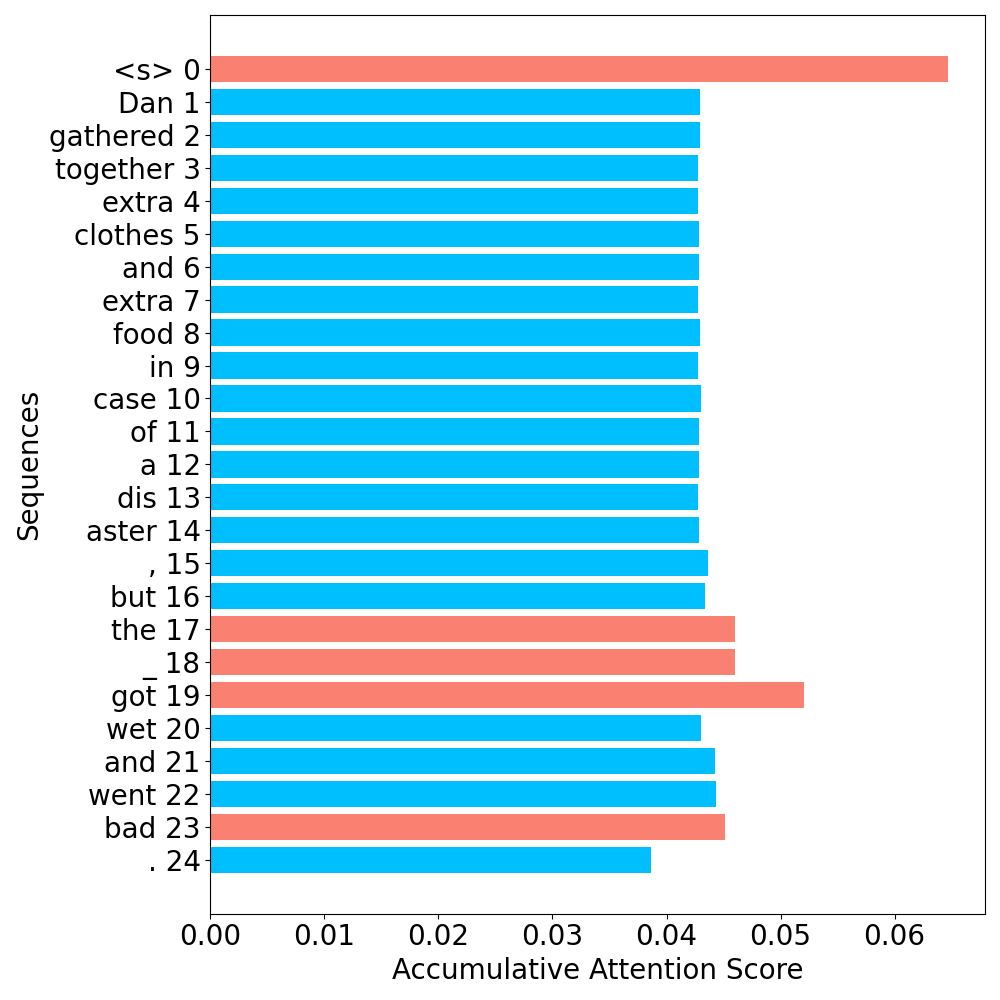 <s> 0
Dan 1
gathered 2
together 3
extra 4
clothes 5
and 6
extra 7
food 8
in 9
case 10
of 11
a 12
dis 13
aster 14
, 15
but 16
the 17
_ 18
got 19
wet 20
and 21
went 22
bad 23
. 24
Sequences
0.00 0.01 0.02 0.03 0.04 0.05 0.06
Accumulative Attention Score